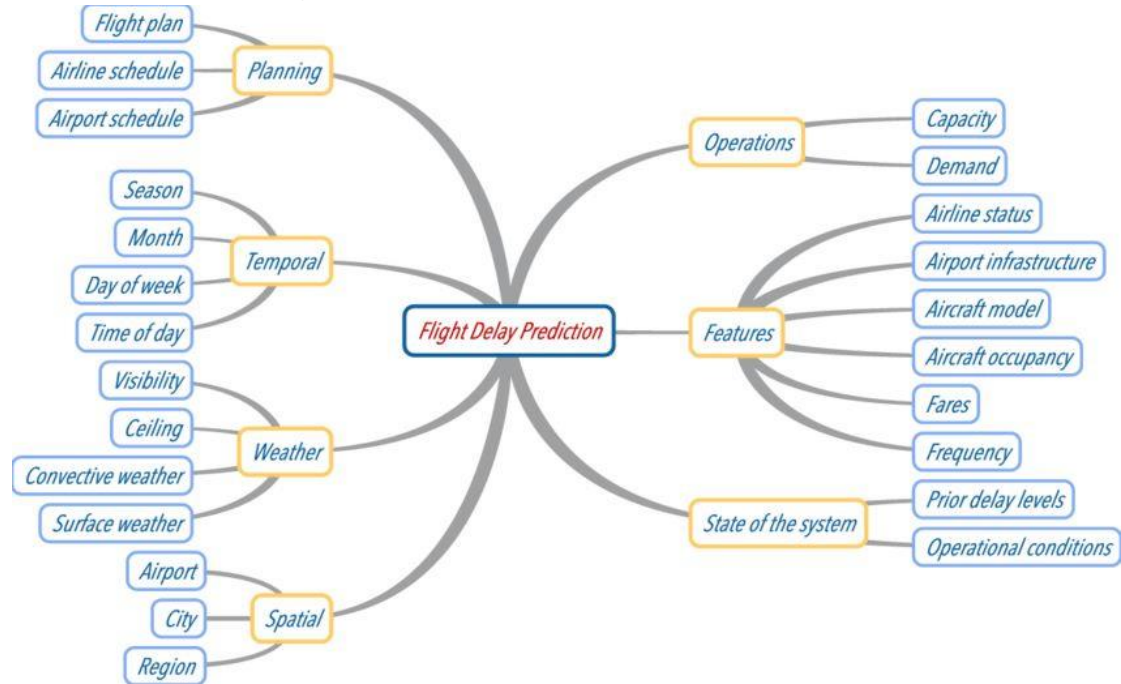 Flight plan
Airline schedule
Airport schedule
Planning
Season
Month
Day of week
Time of day
Temporal
Visibility
Ceiling
Convective weather
Surface weather
Weather
Airport
City
Region
Spatial
Flight Delay Prediction
Operations
Capacity
Demand
Features
Airline status
Airport infrastructure
Aircraft model
Aircraft occupancy
Fares
Frequency
State of the system
Prior delay levels
Operational conditions